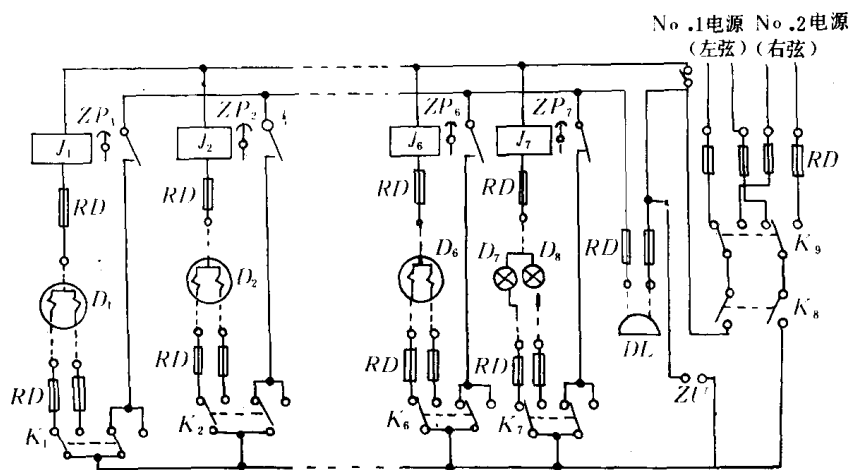 No.1电源 No.2电源
(左弦) (右弦)
ZP1 ZP2 ZP6 ZP7
J1 J2 J6 J7
RD RD RD RD RD
RD K9
D1 D2 D6 D7 D8
K8
DL
RD RD RD RD
K1 K2 K6 K7